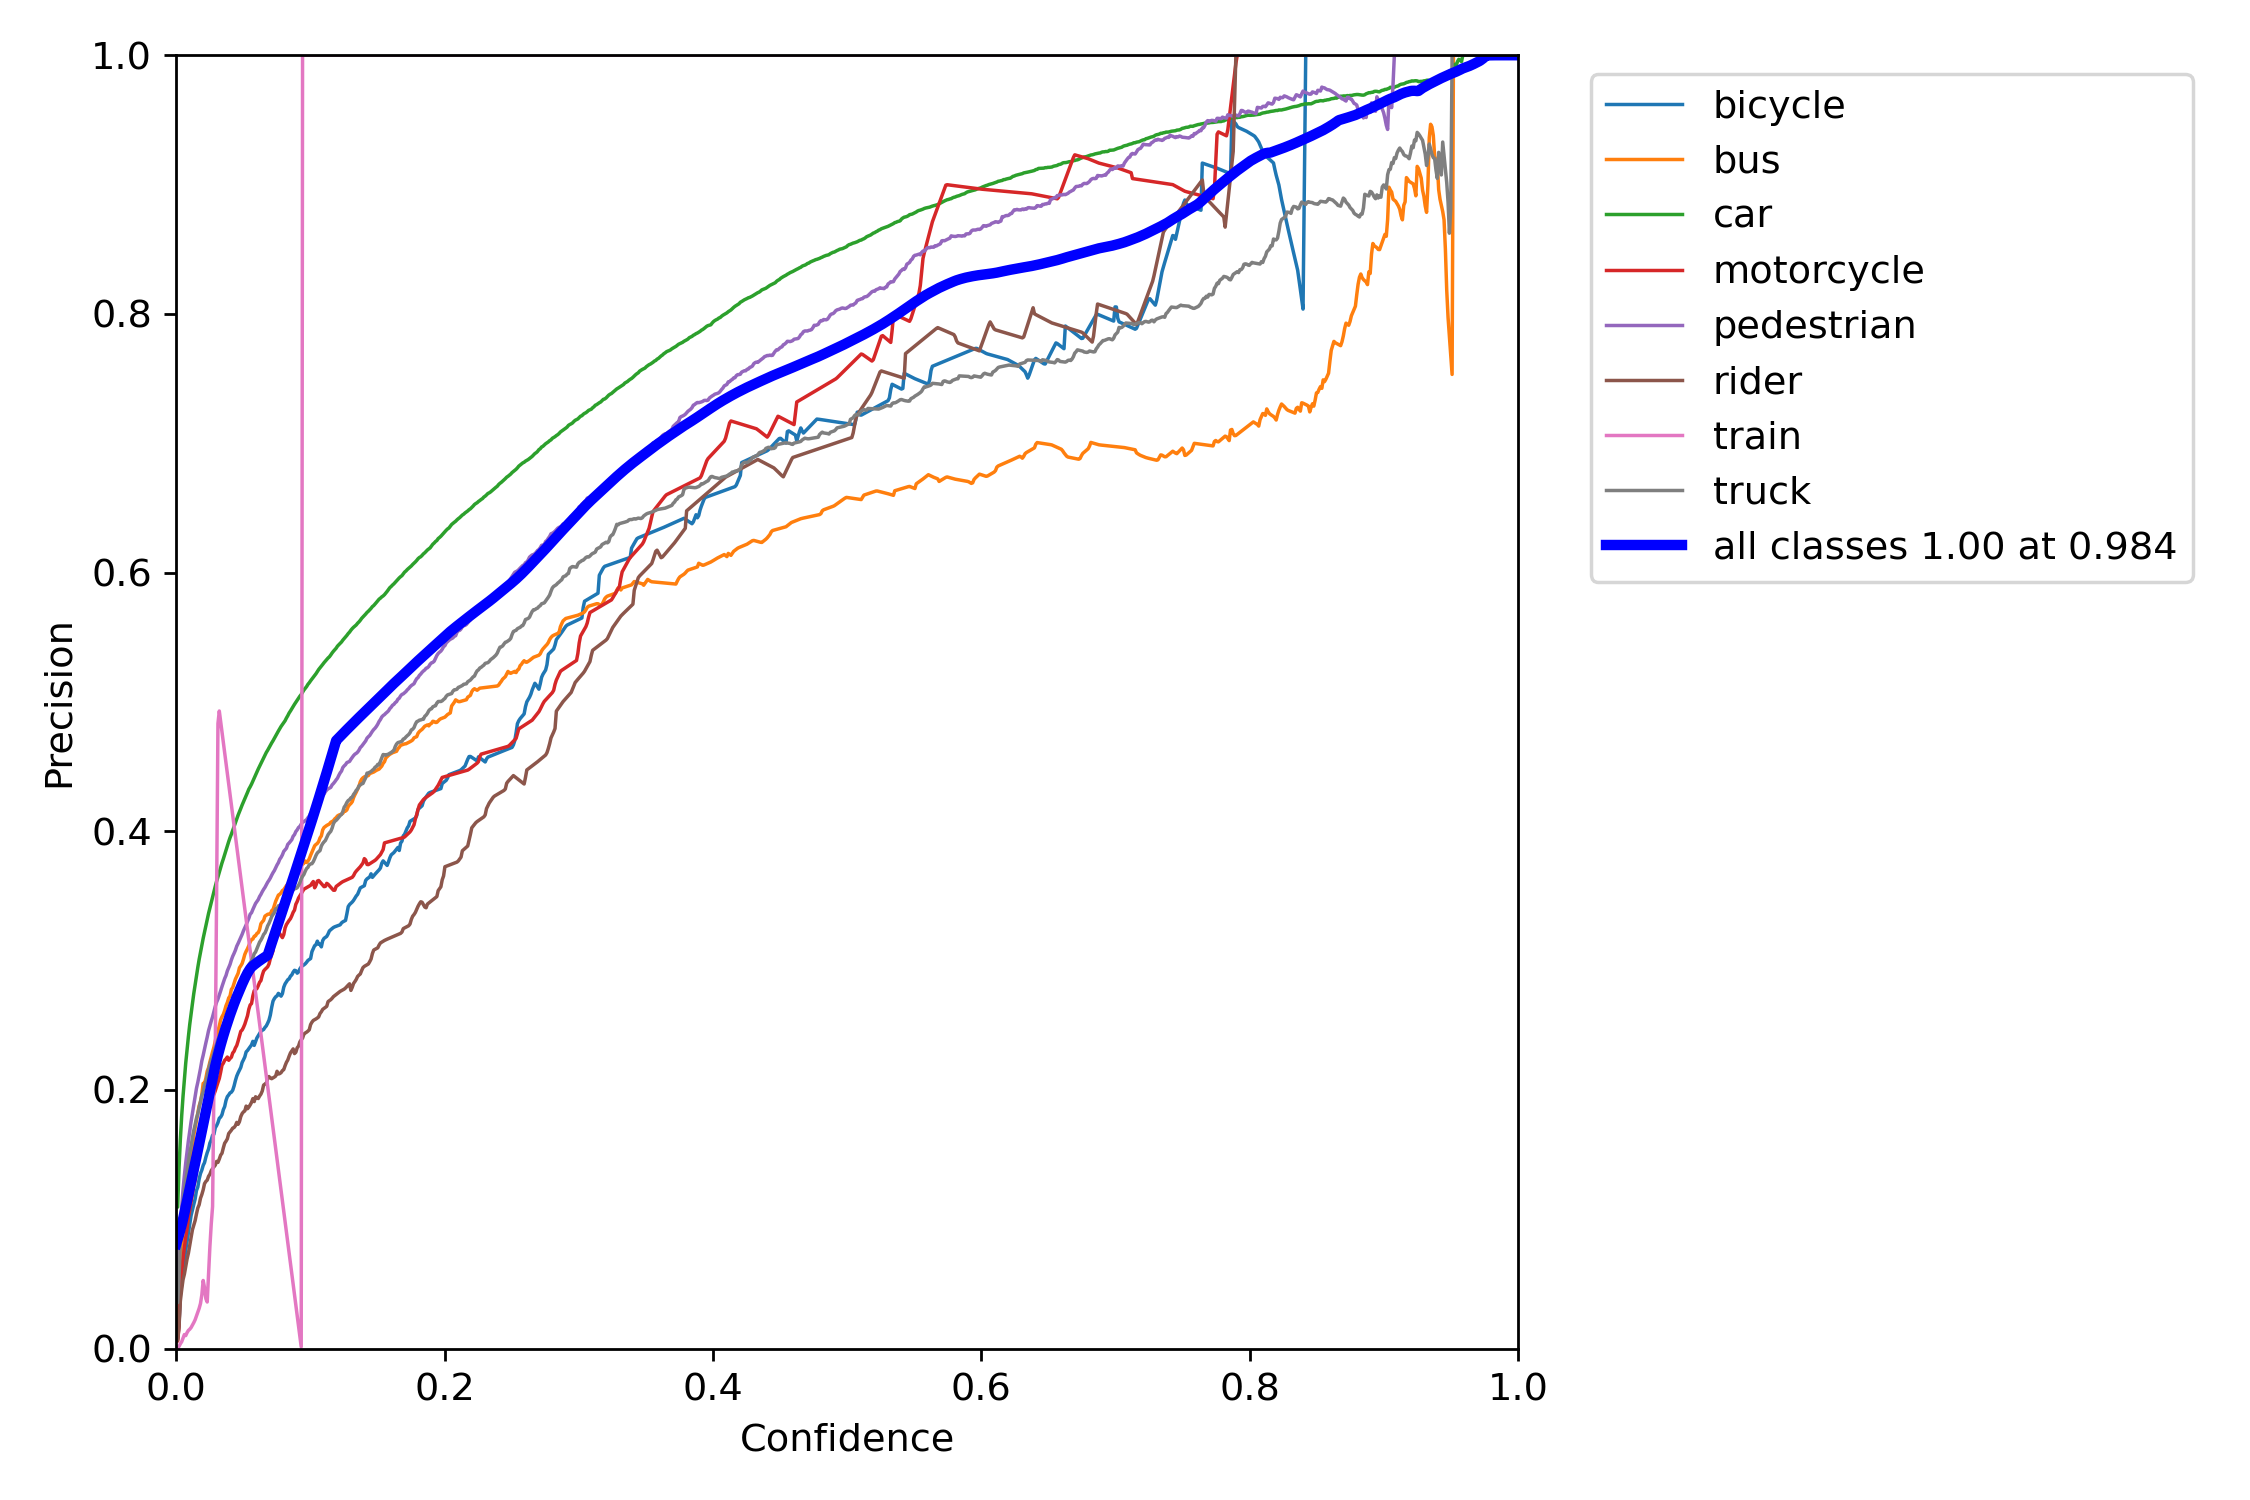 1.0
0.8
0.6
0.4
0.2
0.0
Precision
0.0 0.2 0.4 0.6 0.8 1.0
Confidence
bicycle
bus
car
motorcycle
pedestrian
rider
train
truck
all classes 1.00 at 0.984